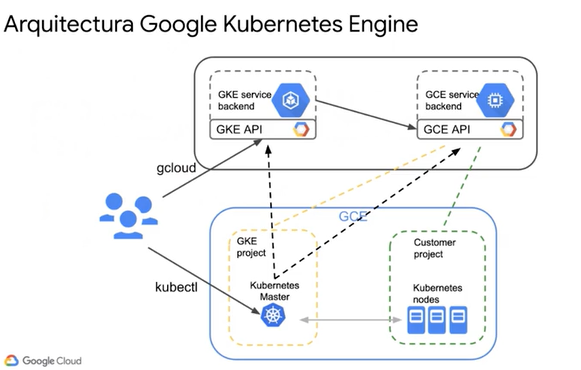 Arquitectura Google Kubernetes Engine
GKE service
backend
GKE API
GCE service
backend
GCE API
gcloud
kubectl
GCE
GKE
project
Kubernetes
Master
Customer
project
Kubernetes
nodes
Google Cloud